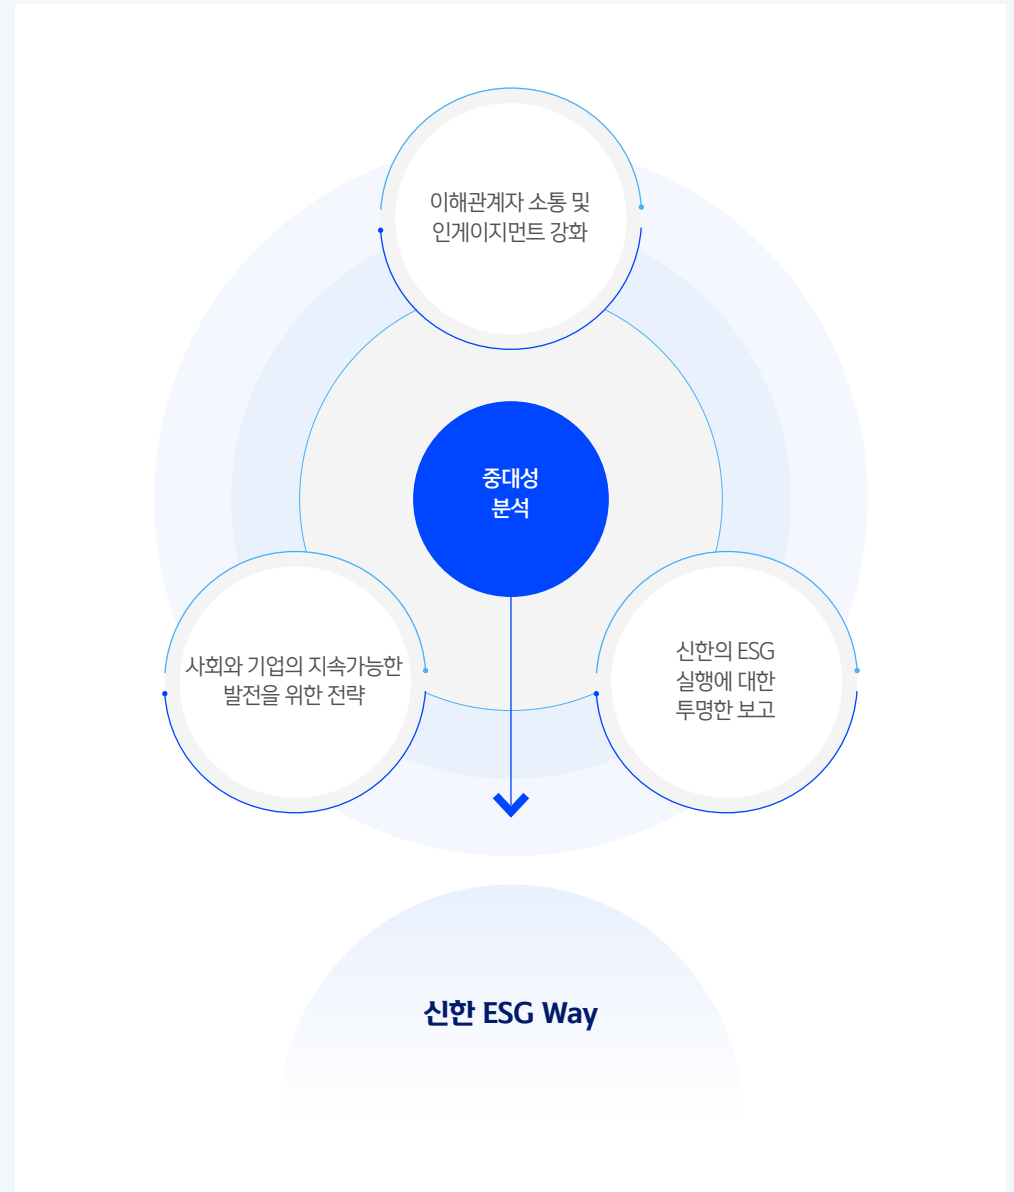 이해관계자 소통 및
인게이지먼트 강화
중대성
분석
사회와 기업의 지속가능한
발전을 위한 전략
신한의 ESG
실행에 대한
투명한 보고
신한 ESG Way